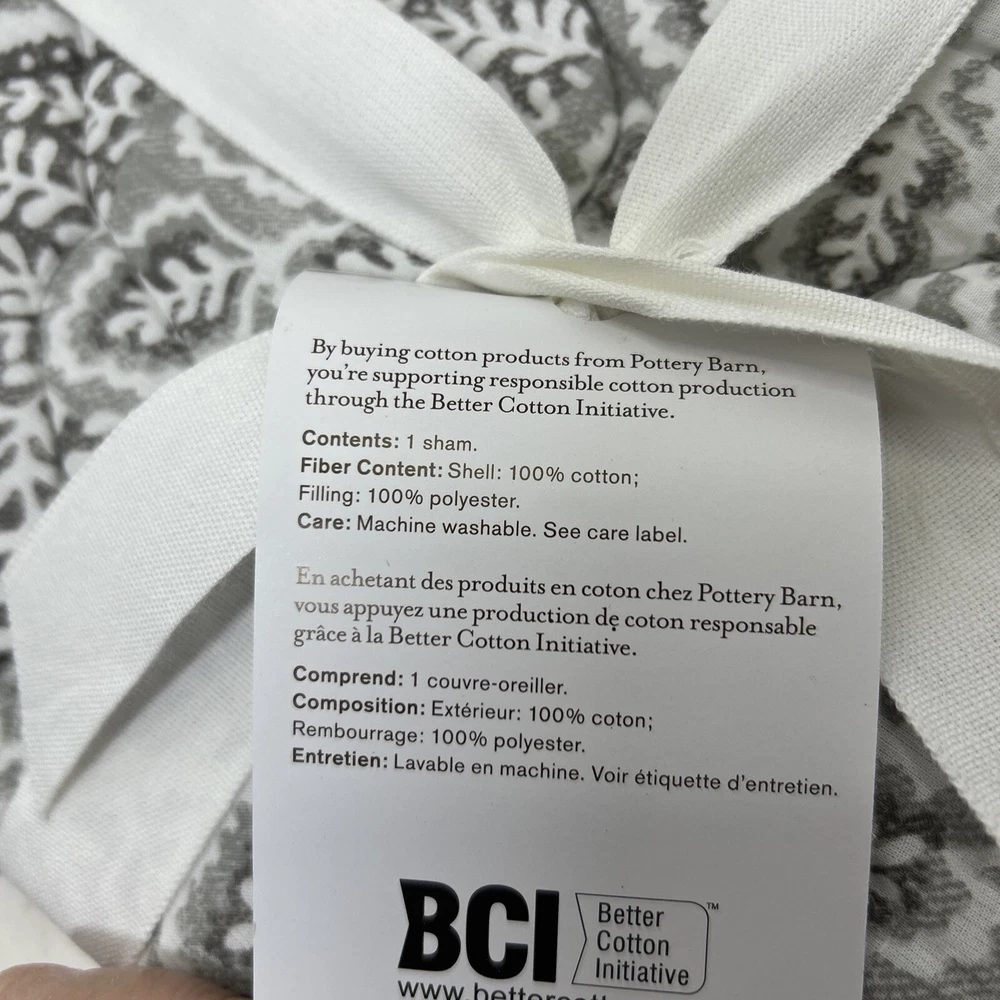 By buying cotton products from Pottery Barn,
you're supporting responsible cotton production
through the Better Cotton Initiative.
Contents: 1 sham.
Fiber Content: Shell: 100% cotton;
Filling: 100% polyester.
Care: Machine washable. See care label.
En achetant des produits en coton chez Pottery Barn,
vous appuyez une production de coton responsable
grâce à la Better Cotton Initiative.
Comprend: 1 couvre-oreiller.
Composition: Extérieur: 100% coton;
Rembourrage: 100% polyester.
Entretien: Lavable en machine. Voir étiquette d'entretien.
BCI
Better
Cotton
Initiative™